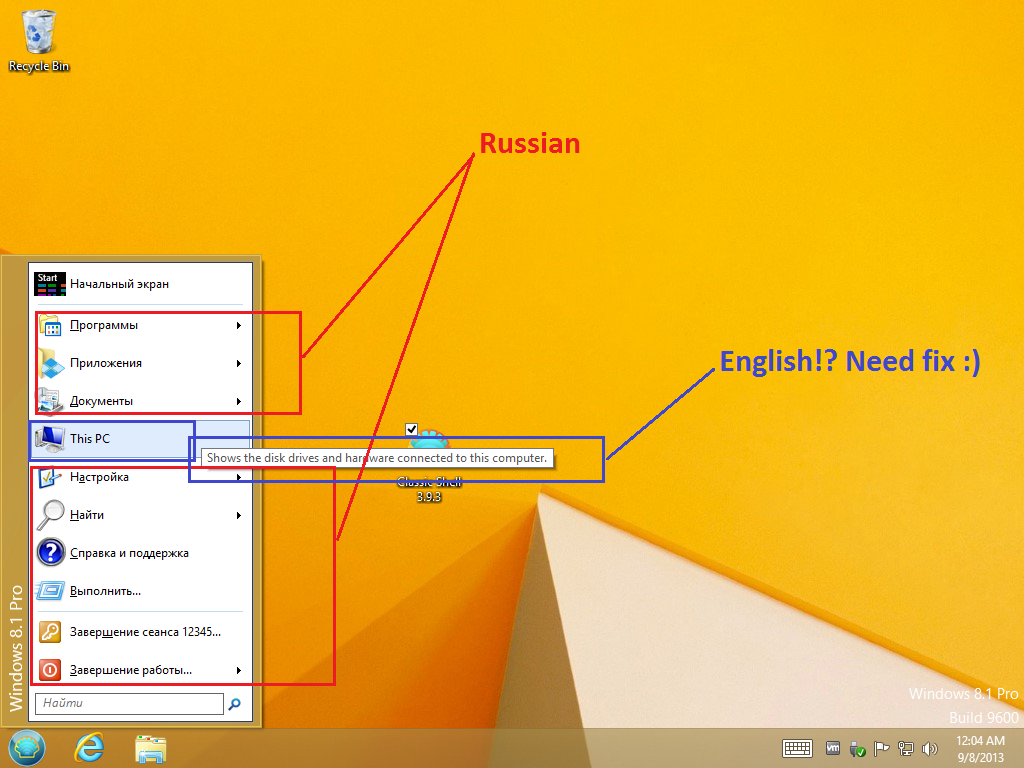 Recycle Bin
Russian
Start
Начальный экран
Программы
Приложения
Документы
English!? Need fix :)
This PC
Shows the disk drives and hardware connected to this computer.
Classic Shell
3.9.3
Настройка
Найти
Справка и поддержка
Выполнить...
Завершение сеанса 12345...
Завершение работы...
Найти
Windows 8.1 Pro
Windows 8.1 Pro
Build 9600
vm
12:04 AM
9/8/2013